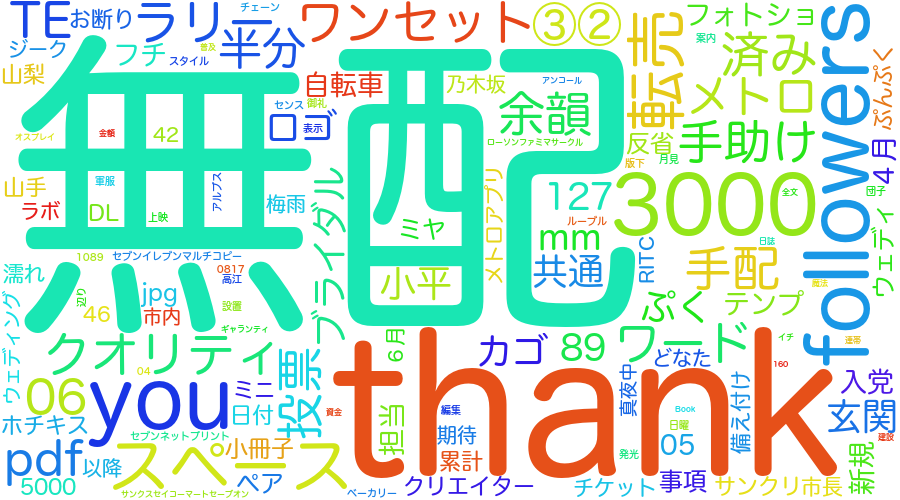 TE
お断り
ラリー
チェーン
ワンセット
③②
フォトショ
followers
ジーク
フチ
半分
スタイル
普及
山梨
オスプレイ
金額
42
無配
センス
御礼
自転車
ロゴ
表示
乃木坂
アンコール
余韻
ローソンファミマサークル
転売
済み
案内
メトロ
ぷんぷく
反省
版下
月見
手助け
4月
山手
ラボ
DL
軍服
上映
アルプス
梅雨
ブライダル
ミヤ
メトロアプリ
127
ループル
mm
3000
全文
団子
ウェディ
1089
セブンイレブンマルチコピー
0817
高江
濡れ
辺り
jpg
市内
設置
小平
共通
RITC
手配
日誌
魔法
ウェディング
46
ギャランティ
6月
ぷく
テンプ
連帯
クオリティ
04
thank
カゴ
89
ワード
どなた
イチ
160
06
you
ミニ
投票
資金
担当
編集
真夜中
Book
備え付け
入党
ホチキス
日付
セブンネットプリント
期待
日曜
玄関
建設
pdf
以降
スペース
小冊子
累計
発光
05
5000
サンクスセイコーマートセーブオン
ペア
ベーカリー
クリエイター
チケット
事項
サンクリ
市長
新規